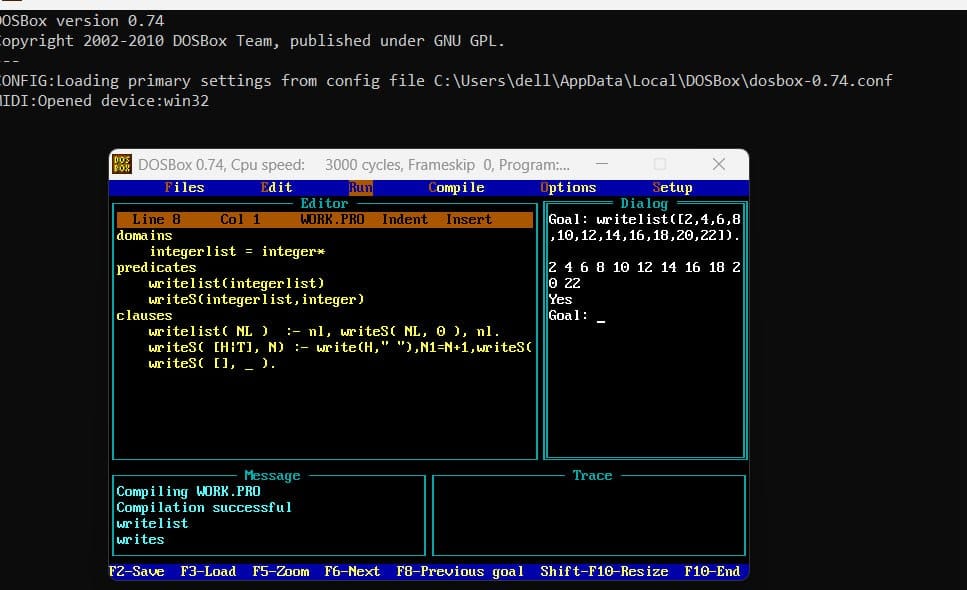 OSBox version 0.74
opyright 2002-2010 DOSBox Team, published under GNU GPL.
---
ONFIG:Loading primary settings from config file C:\Users\dell\AppData\Local\DOSBox\dosbox-0.74.conf
IDI:Opened device:win32
DOSBox 0.74, Cpu speed: 3000 cycles, Frameskip 0, Program:...
Files Edit Run Compile Options Setup
Editor
Line 8 Col 1 WORK.PRO Indent Insert
domains
integerlist = integer*
predicates
writelist(integerlist)
writeS(integerlist,integer)
clauses
writelist( NL ) :- nl, writeS( NL, 0 ), nl.
writeS( [H|T], N) :- write(H," "),N1=N+1,writeS(
writeS( [], _ ).
Dialog
Goal: writelist([2,4,6,8
,10,12,14,16,18,20,22]).
2 4 6 8 10 12 14 16 18 2
0 22
Yes
Goal: _
Message
Compiling WORK.PRO
Compilation successful
writelist
writes
Trace
F2-Save F3-Load F5-Zoom F6-Next F8-Previous goal Shift-F10-Resize F10-End